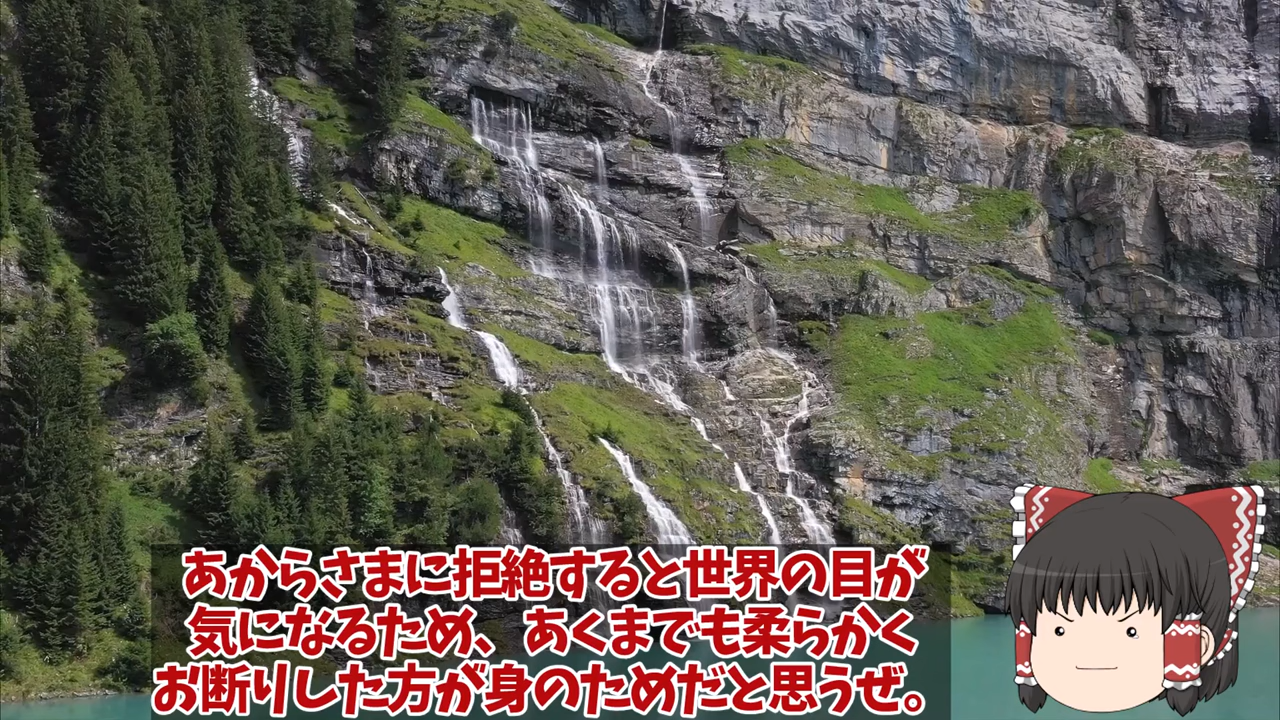 あからさまに拒絶すると世界の目が
気になるため、あくまでも柔らかく
お断りした方が身のためだと思うぜ。